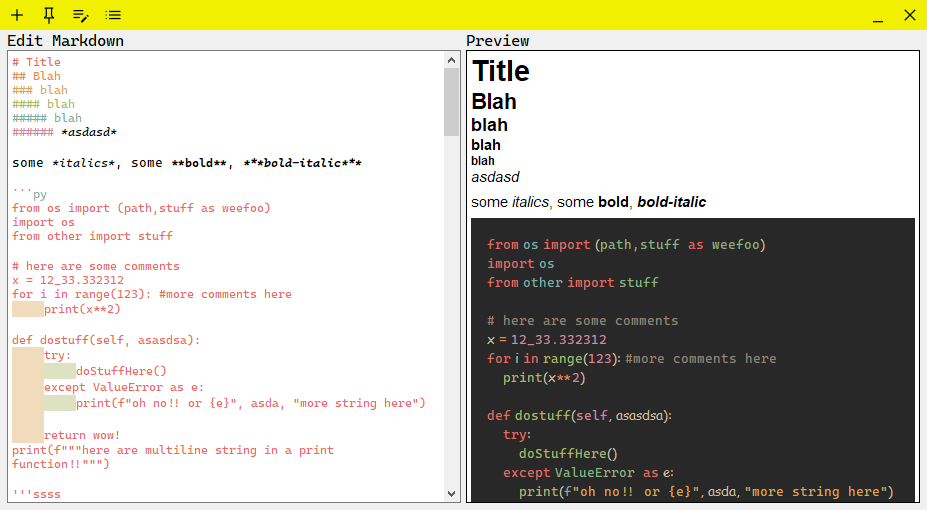 Edit Markdown
# Title
## Blah
### blah
#### blah
##### blah
###### *asdasd*
some *italics*, some **bold**, ***bold-italic***
```py
from os import (path,stuff as weefoo)
import os
from other import stuff
# here are some comments
x = 12_33.332312
for i in range(123): #more comments here
print(x**2)
def dostuff(self, asasdsa):
try:
doStuffHere()
except ValueError as e:
print(f"oh no!! or {e}", asda, "more string here")
return wow!
print(f"""here are multiline string in a print
function!!""")
'''ssss
Preview
Title
Blah
blah
blah
blah
asdasd
some italics, some bold, bold-italic
from os import (path,stuff as weefoo)
import os
from other import stuff
# here are some comments
x = 12_33.332312
for i in range(123): #more comments here
print(x**2)
def dostuff(self, asasdsa):
try:
doStuffHere()
except ValueError as e:
print(f"oh no!! or {e}", asda, "more string here")